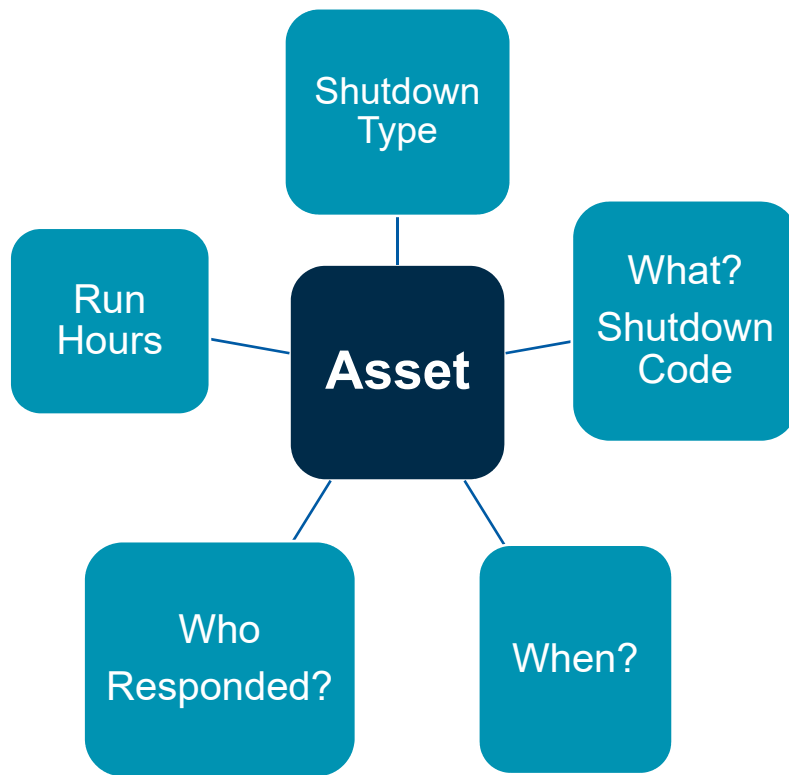 Shutdown
Type
What?
Shutdown
Code
Run
Hours
Asset
Who
Responded?
When?